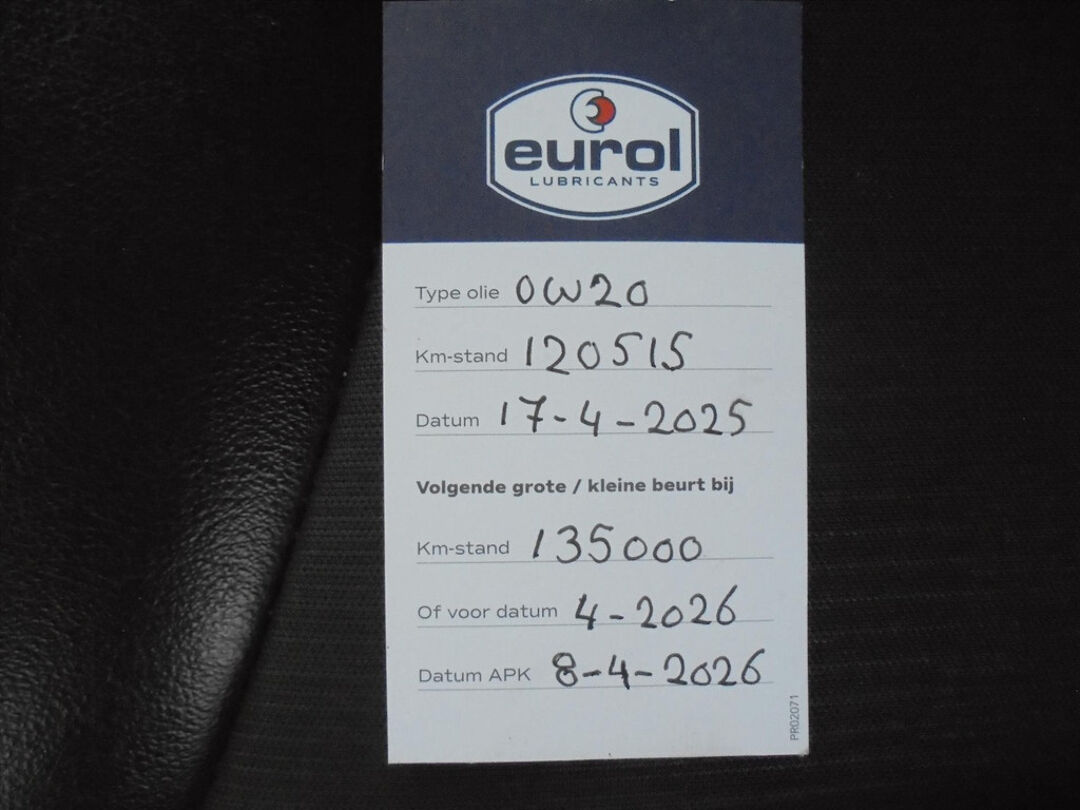 eurol
LUBRICANTS
Type olie 0W20
Km-stand 120515
Datum 17-4-2025
Volgende grote / kleine beurt bij
Km-stand 135000
Of voor datum 4-2026
Datum APK 8-4-2026
PR02071